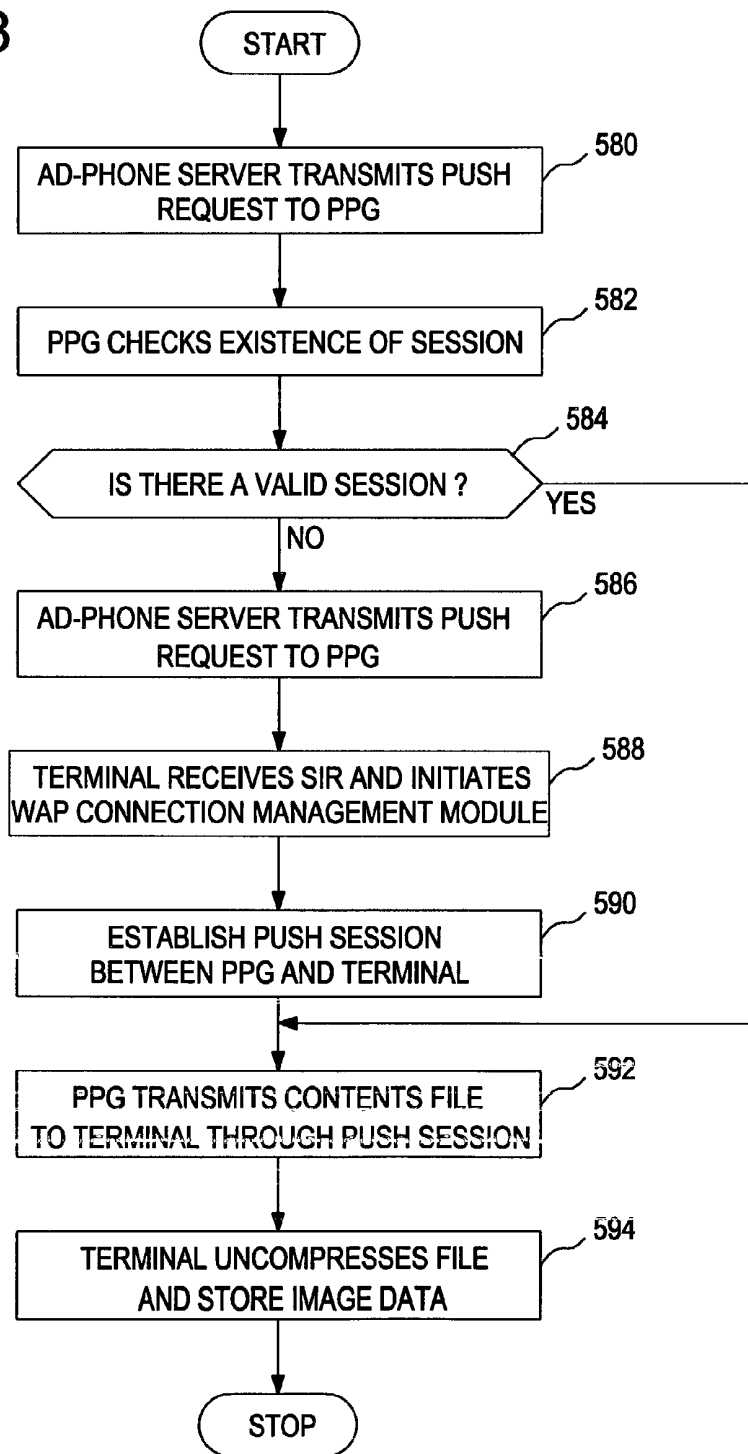 START
580
AD-PHONE SERVER TRANSMITS PUSH
REQUEST TO PPG
582
PPG CHECKS EXISTENCE OF SESSION
584
IS THERE A VALID SESSION ?
YES
NO
586
AD-PHONE SERVER TRANSMITS PUSH
REQUEST TO PPG
588
TERMINAL RECEIVES SIR AND INITIATES
WAP CONNECTION MANAGEMENT MODULE
590
ESTABLISH PUSH SESSION
BETWEEN PPG AND TERMINAL
592
PPG TRANSMITS CONTENTS FILE
TO TERMINAL THROUGH PUSH SESSION
594
TERMINAL UNCOMPRESSES FILE
AND STORE IMAGE DATA
STOP